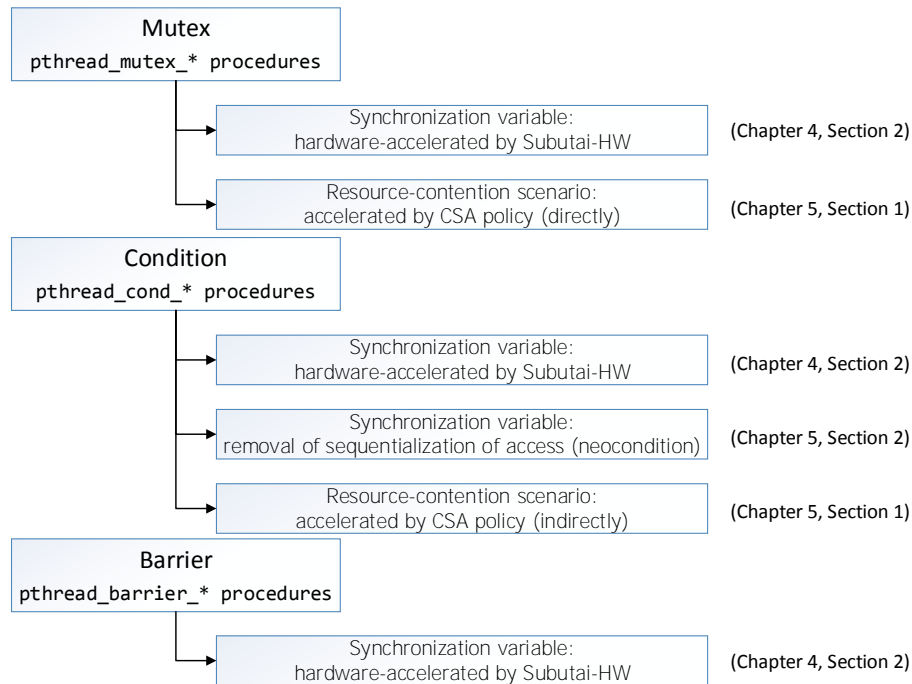 Mutex
pthread_mutex_* procedures
Synchronization variable:
hardware-accelerated by Subutai-HW
(Chapter 4, Section 2)
Resource-contention scenario:
accelerated by CSA policy (directly)
(Chapter 5, Section 1)
Condition
pthread_cond_* procedures
Synchronization variable:
hardware-accelerated by Subutai-HW
(Chapter 4, Section 2)
Synchronization variable:
removal of sequentialization of access (neocondition)
(Chapter 5, Section 2)
Resource-contention scenario:
accelerated by CSA policy (indirectly)
(Chapter 5, Section 1)
Barrier
pthread_barrier_* procedures
Synchronization variable:
hardware-accelerated by Subutai-HW
(Chapter 4, Section 2)